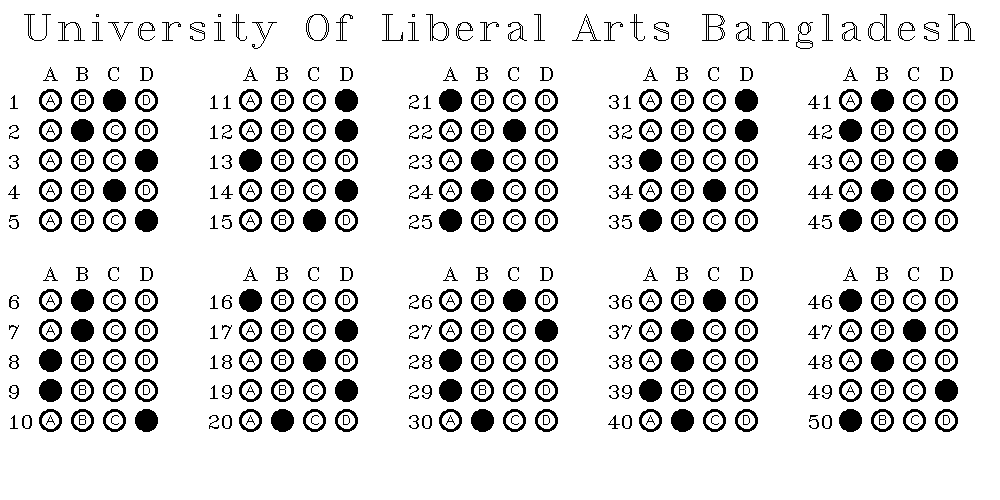 University Of Liberal Arts Bangladesh
A B C D A B C D A B C D A B C D A B C D
1 A B D 11 A B C 21 B C D 31 A B C 41 A C D
2 A C D 12 A B C 22 A B D 32 A B C 42 B C D
3 A B C 13 B C D 23 A C D 33 B C D 43 A B C
4 A B D 14 A B C 24 A C D 34 A B D 44 A C D
5 A B C 15 A B D 25 B C D 35 B C D 45 B C D
A B C D A B C D A B C D A B C D A B C D
6 A C D 16 B C D 26 A B D 36 A B D 46 B C D
7 A C D 17 A B C 27 A B C 37 A C D 47 A B D
8 B C D 18 A B D 28 B C D 38 A C D 48 A C D
9 B C D 19 A B C 29 B C D 39 B C D 49 A B C
10 A B C 20 A C D 30 A C D 40 A C D 50 B C D